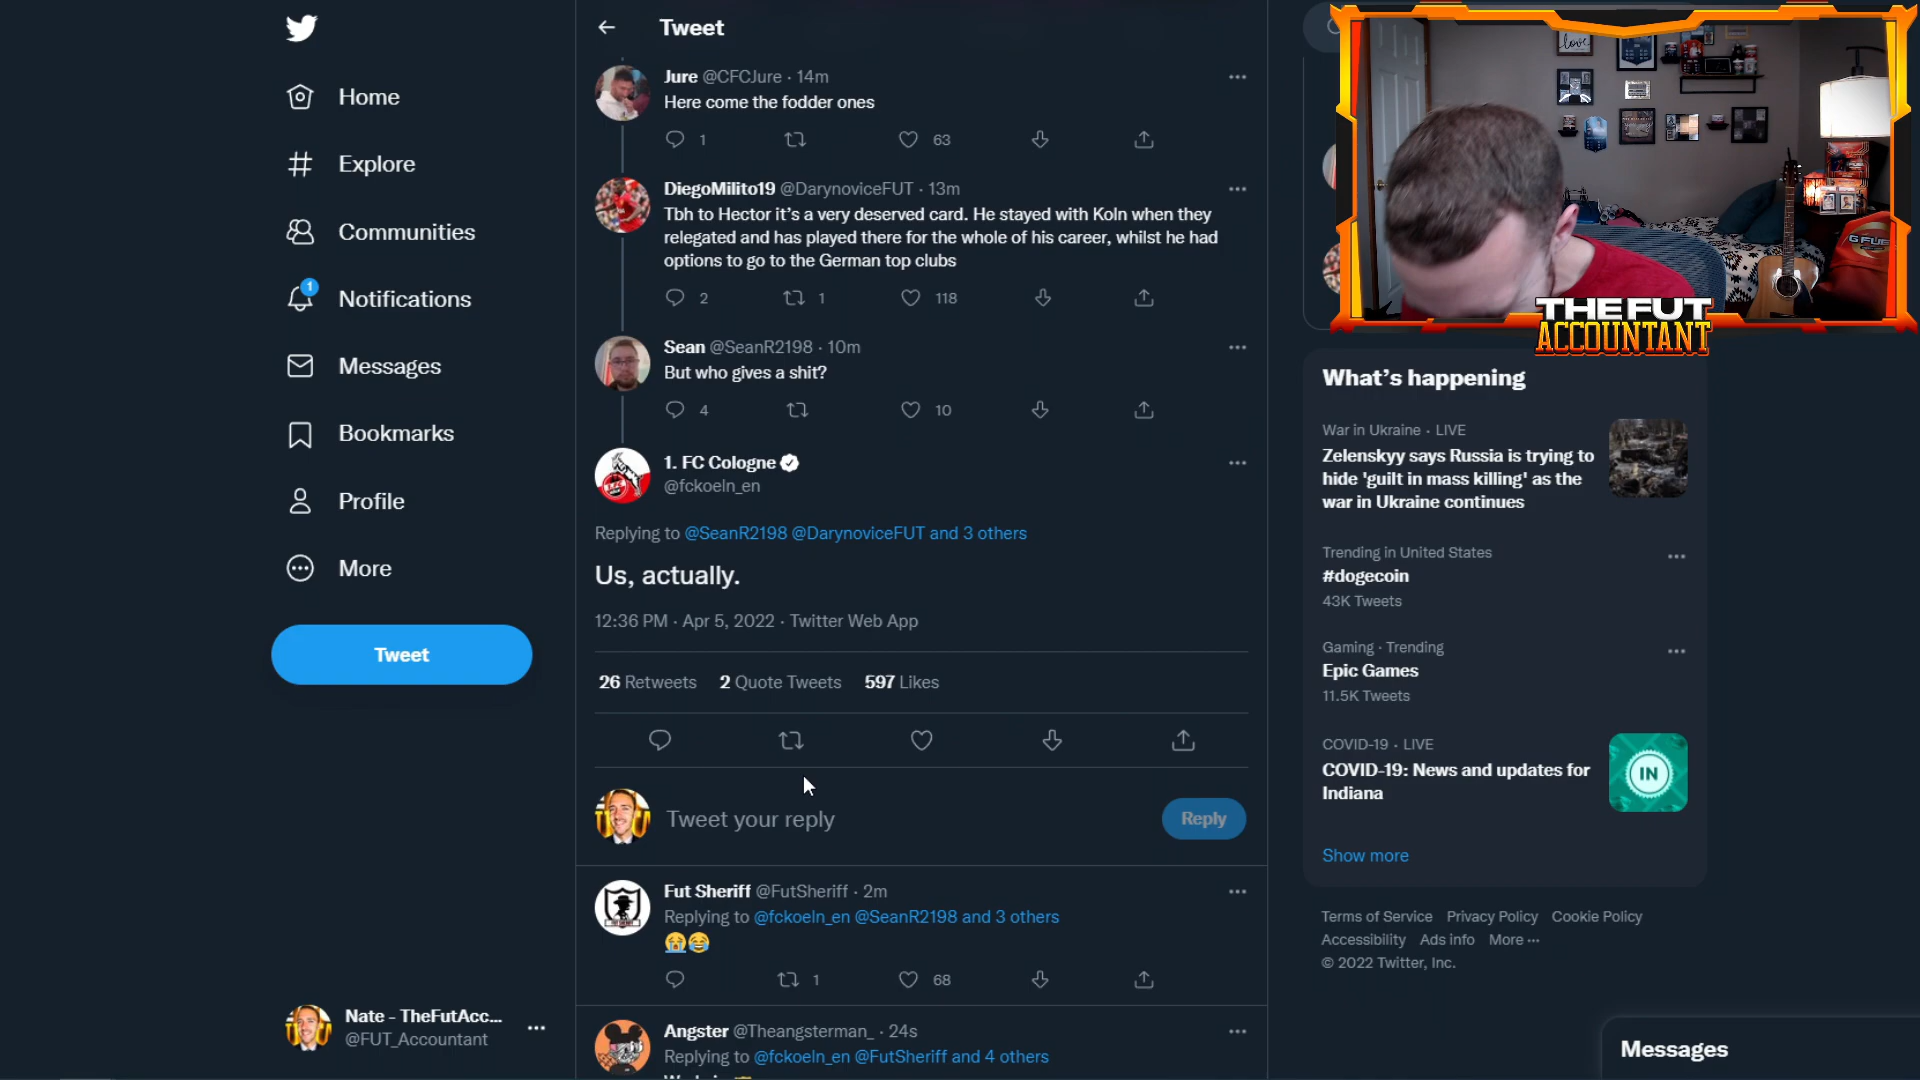 Tweet
Jure @CFCJure · 14m
Here come the fodder ones
1
63
DiegoMilito19 @DarynoviceFUT · 13m
Tbh to Hector it's a very deserved card. He stayed with Koln when they
relegated and has played there for the whole of his career, whilst he had
options to go to the German top clubs
2
1
118
Sean @SeanR2198 · 10m
But who gives a shit?
4
10
1. FC Cologne
@fckoeln_en
Replying to @SeanR2198 @DarynoviceFUT and 3 others
Us, actually.
12:36 PM · Apr 5, 2022 · Twitter Web App
26 Retweets 2 Quote Tweets 597 Likes
Tweet your reply
Reply
Fut Sheriff @FutSheriff · 2m
Replying to @fckoeln_en @SeanR2198 and 3 others
😭😂
1
68
Angster @Theangsterman_ · 24s
Replying to @fckoeln_en @FutSheriff and 4 others
Home
Explore
Communities
1
Notifications
Messages
Bookmarks
Profile
More
Tweet
Nate - TheFutAcc...
@FUT_Accountant
love
G FUEL
THE FUT
ACCOUNTANT
What's happening
War in Ukraine · LIVE
Zelenskyy says Russia is trying to
hide 'guilt in mass killing' as the
war in Ukraine continues
Trending in United States
#dogecoin
43K Tweets
Gaming · Trending
Epic Games
11.5K Tweets
COVID-19 · LIVE
COVID-19: News and updates for
Indiana
IN
Show more
Terms of Service Privacy Policy Cookie Policy
Accessibility Ads info More ···
© 2022 Twitter, Inc.
Messages